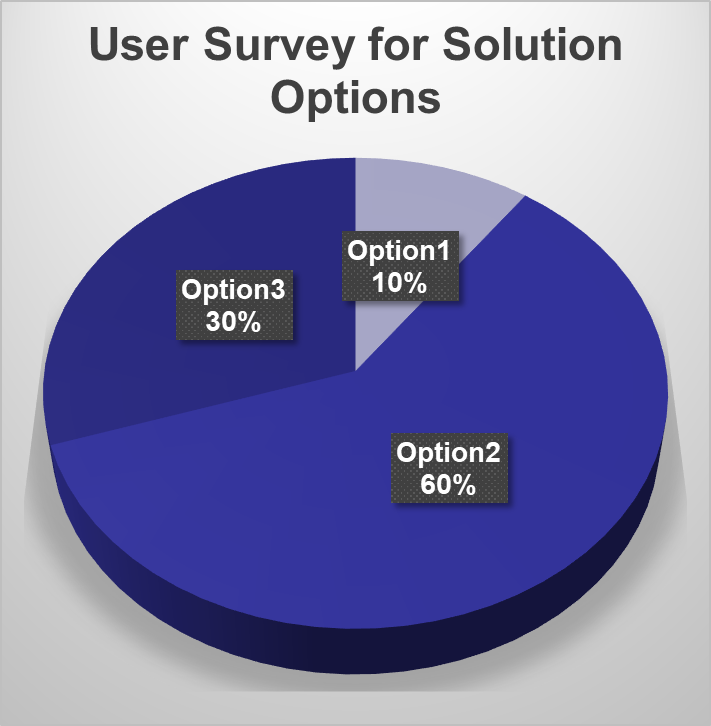 User Survey for Solution
Options
Option1
10%
Option3
30%
Option2
60%